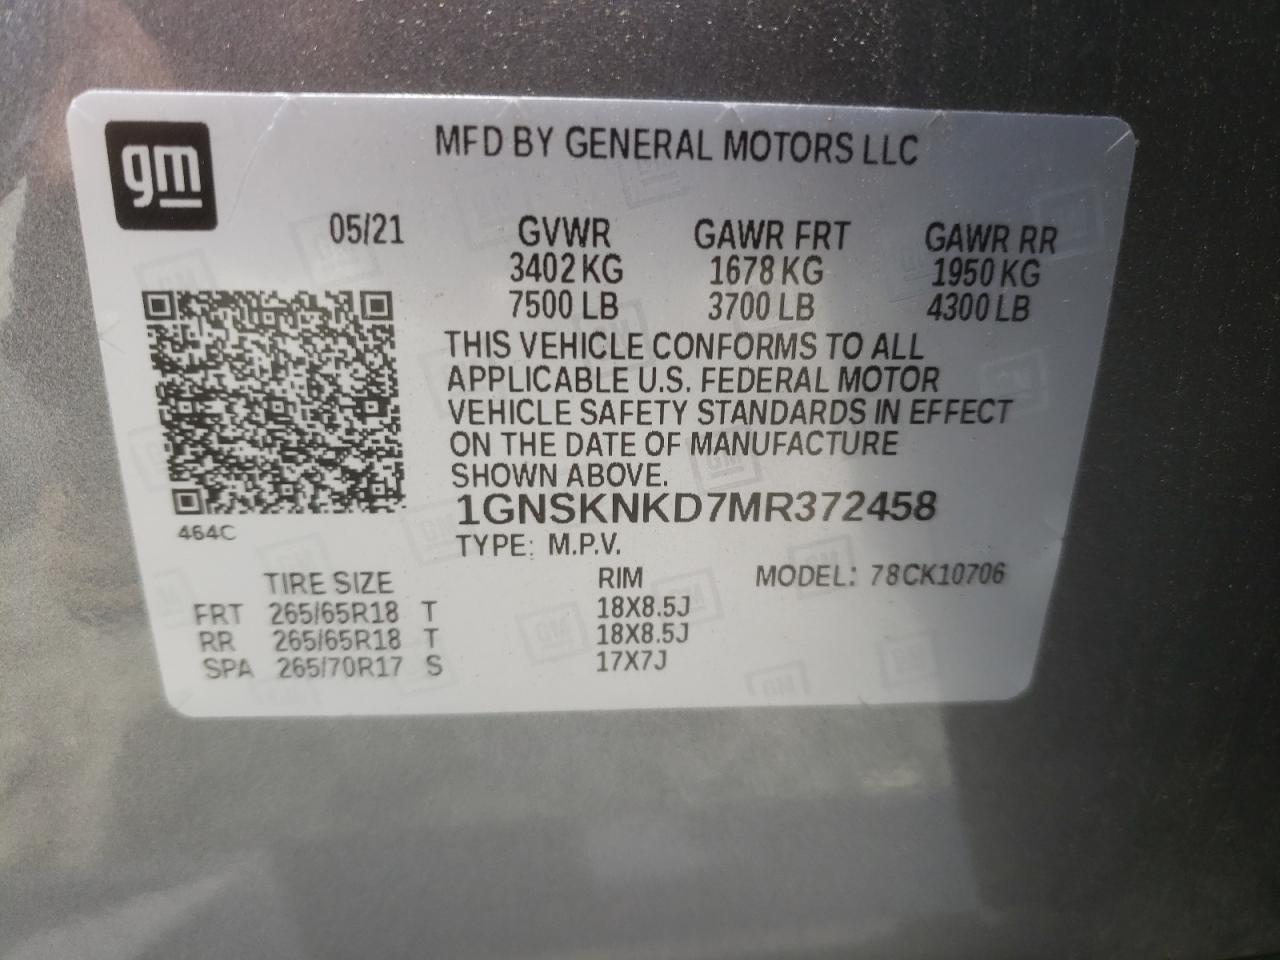 gm
MFD BY GENERAL MOTORS LLC
05/21 GVWR GAWR FRT GAWR RR
3402 KG 1678 KG 1950 KG
7500 LB 3700 LB 4300 LB
THIS VEHICLE CONFORMS TO ALL
APPLICABLE U.S. FEDERAL MOTOR
VEHICLE SAFETY STANDARDS IN EFFECT
ON THE DATE OF MANUFACTURE
SHOWN ABOVE.
1GNSKNKD7MR372458
464C
TYPE: M.P.V.
TIRE SIZE RIM MODEL: 78CK10706
FRT 265/65R18 T 18X8.5J
RR 265/65R18 T 18X8.5J
SPA 265/70R17 S 17X7J